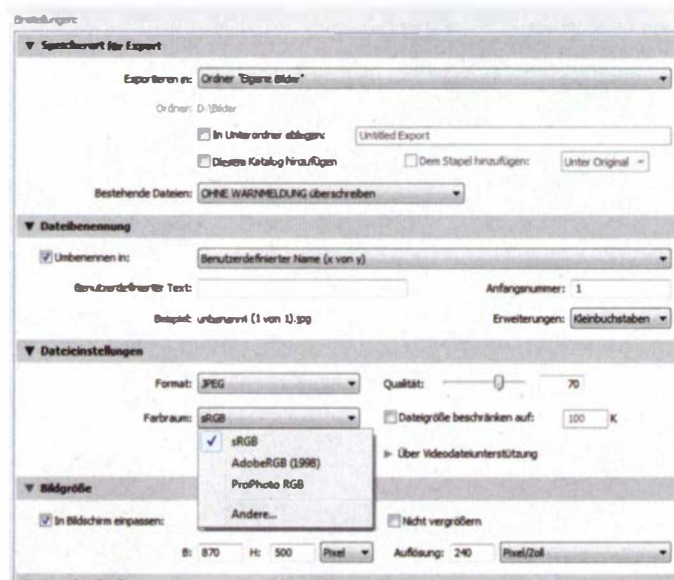 Einstellungen:
▼ Speicherort für Export
Exportieren in: Ordner "Eigene Bilder"
Ordner: D:\Bilder
In Unterordner ablegen: Untitled Export
Diesem Katalog hinzufügen Dem Stapel hinzufügen: Unter Original
Bestehende Dateien: OHNE WARNMELDUNG überschreiben
▼ Dateibenennung
Umbenennen in: Benutzerdefinierter Name (x von y)
Benutzerdefinierter Text: Anfangsnummer: 1
Beispiel: unbenannt (1 von 1).jpg Erweiterungen: Kleinbuchstaben
▼ Dateieinstellungen
Format: JPEG Qualität: 70
Farbraum: sRGB Dateigröße beschränken auf: 100 K
✓ sRGB
AdobeRGB (1998) ► Über Videodateiunterstützung
ProPhoto RGB
▼ Bildgröße
Andere...
In Bildschirm einpassen: Nicht vergrößern
B: 870 H: 500 Pixel Auflösung: 240 Pixel/Zoll